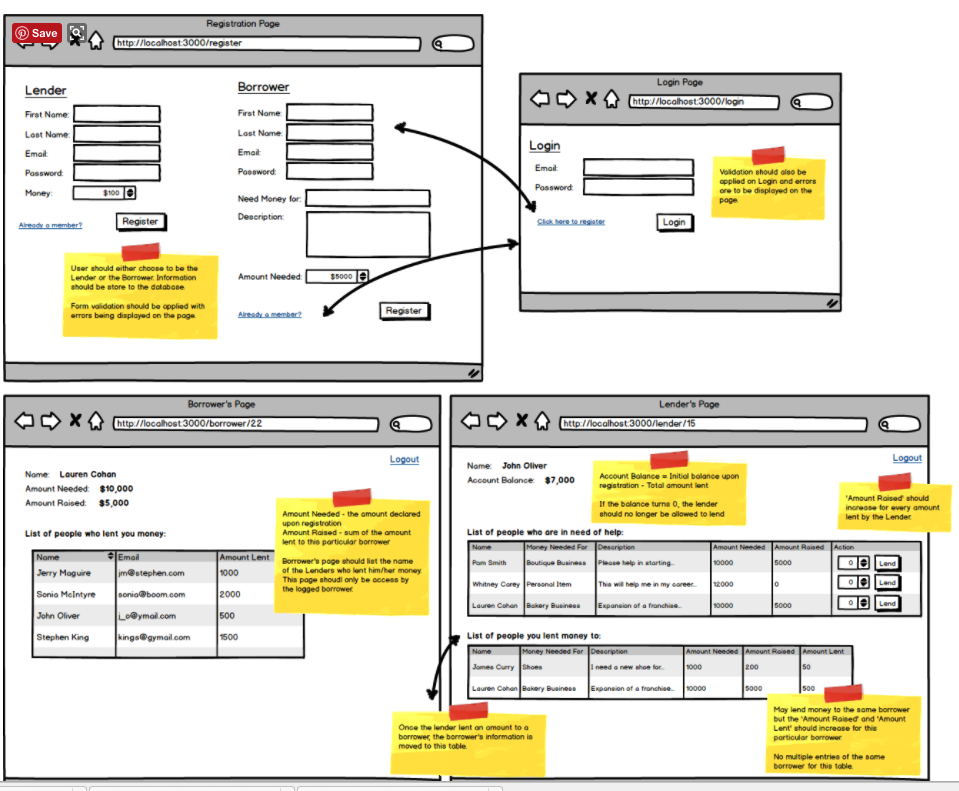 Registration Page
Save
http://localhost:3000/register
Lender
First Name:
Last Name:
Email:
Password:
Money:
$100
Already a member?
Register
User should either choose to be the
Lender or the Borrower. Information
should be store to the database.
Form validation should be applied with
errors being displayed on the page.
Borrower
First Name:
Last Name:
Email:
Password:
Need Money for:
Description:
Amount Needed:
$5000
Already a member?
Register
Login Page
http://localhost:3000/login
Login
Email:
Password:
Click here to register
Login
Validation should also be
applied on Login and errors
are to be displayed on the
page.
Borrower's Page
http://localhost:3000/borrower/22
Logout
Name: Lauren Cohan
Amount Needed: $10,000
Amount Raised: $5,000
List of people who lent you money:
Name Email Amount Lent
Jerry Maguire jm@stephen.com 1000
Sonia McIntyre sonia@boom.com 2000
John Oliver j_o@ymail.com 500
Stephen King kings@gymail.com 1500
Amount Needed - the amount declared
upon registration
Amount Raised - sum of the amount
lent to this particular borrower
Borrower's page should list the name
of the Lenders who lent him/her money.
This page shoudl only be access by
the logged borrower.
Lender's Page
http://localhost:3000/lender/15
Logout
Name: John Oliver
Account Balance: $7,000
Account Balance = Initial balance upon
registration - Total amount lent
If the balance turns 0, the lender
should no longer be allowed to lend
'Amount Raised' should
increase for every amount
lent by the Lender.
List of people who are in need of help:
Name Money Needed For Description Amount Needed Amount Raised Action
Pam Smith Boutique Business Please help in starting.. 10000 5000 0 Lend
Whitney Carey Personal Item This will help me in my career.. 12000 0 0 Lend
Lauren Cohan Bakery Business Expansion of a franchise.. 10000 5000 0 Lend
List of people you lent money to:
Name Money Needed For Description Amount Needed Amount Raised Amount Lent
James Curry Shoes I need a new shoe for.. 1000 200 50
Lauren Cohan Bakery Business Expansion of a franchise.. 10000 5000 500
Once the lender lent an amount to a
borrower, the borrower's information is
moved to this table.
May lend money to the same borrower
but the 'Amount Raised' and 'Amount
Lent' should increase for this
particular borrower.
No multiple entries of the same
borrower for this table.